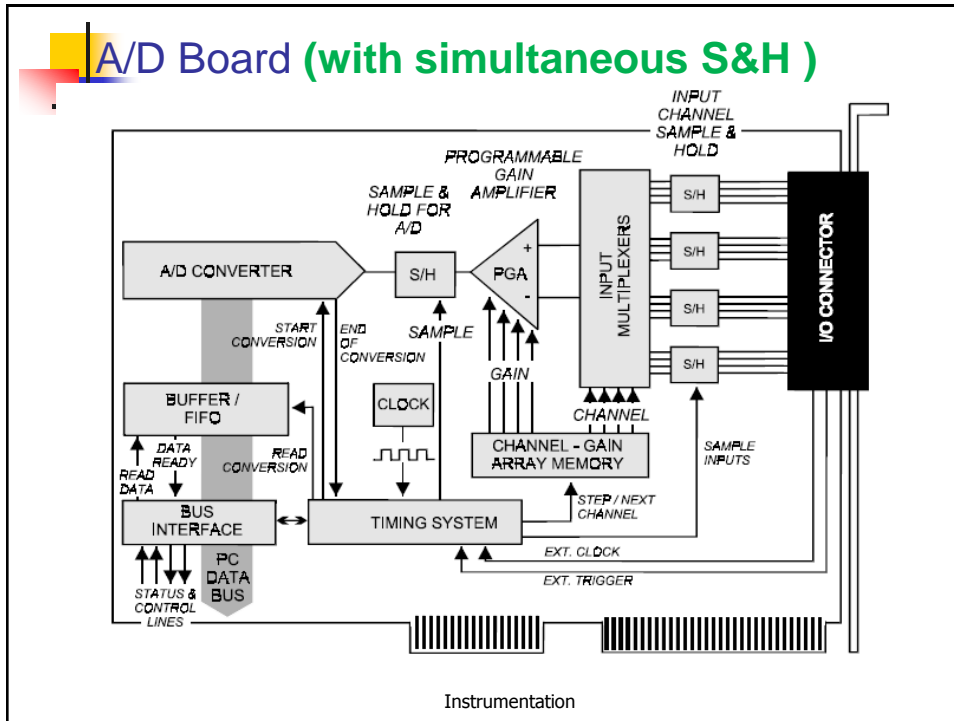 A/D Board (with simultaneous S&H )
INPUT
CHANNEL
SAMPLE &
HOLD
PROGRAMMABLE
GAIN
AMPLIFIER
SAMPLE &
HOLD FOR
A/D
A/D CONVERTER
S/H
PGA
+
-
INPUT
MULTIPLEXERS
S/H
S/H
S/H
S/H
I/O CONNECTOR
START
CONVERSION
END
OF
CONVERSION
SAMPLE
GAIN
CHANNEL
BUFFER /
FIFO
CLOCK
CHANNEL - GAIN
ARRAY MEMORY
SAMPLE
INPUTS
READ
DATA
DATA
READY
READ
CONVERSION
STEP / NEXT
CHANNEL
BUS
INTERFACE
TIMING SYSTEM
EXT. CLOCK
EXT. TRIGGER
PC
DATA
BUS
STATUS &
CONTROL
LINES
Instrumentation